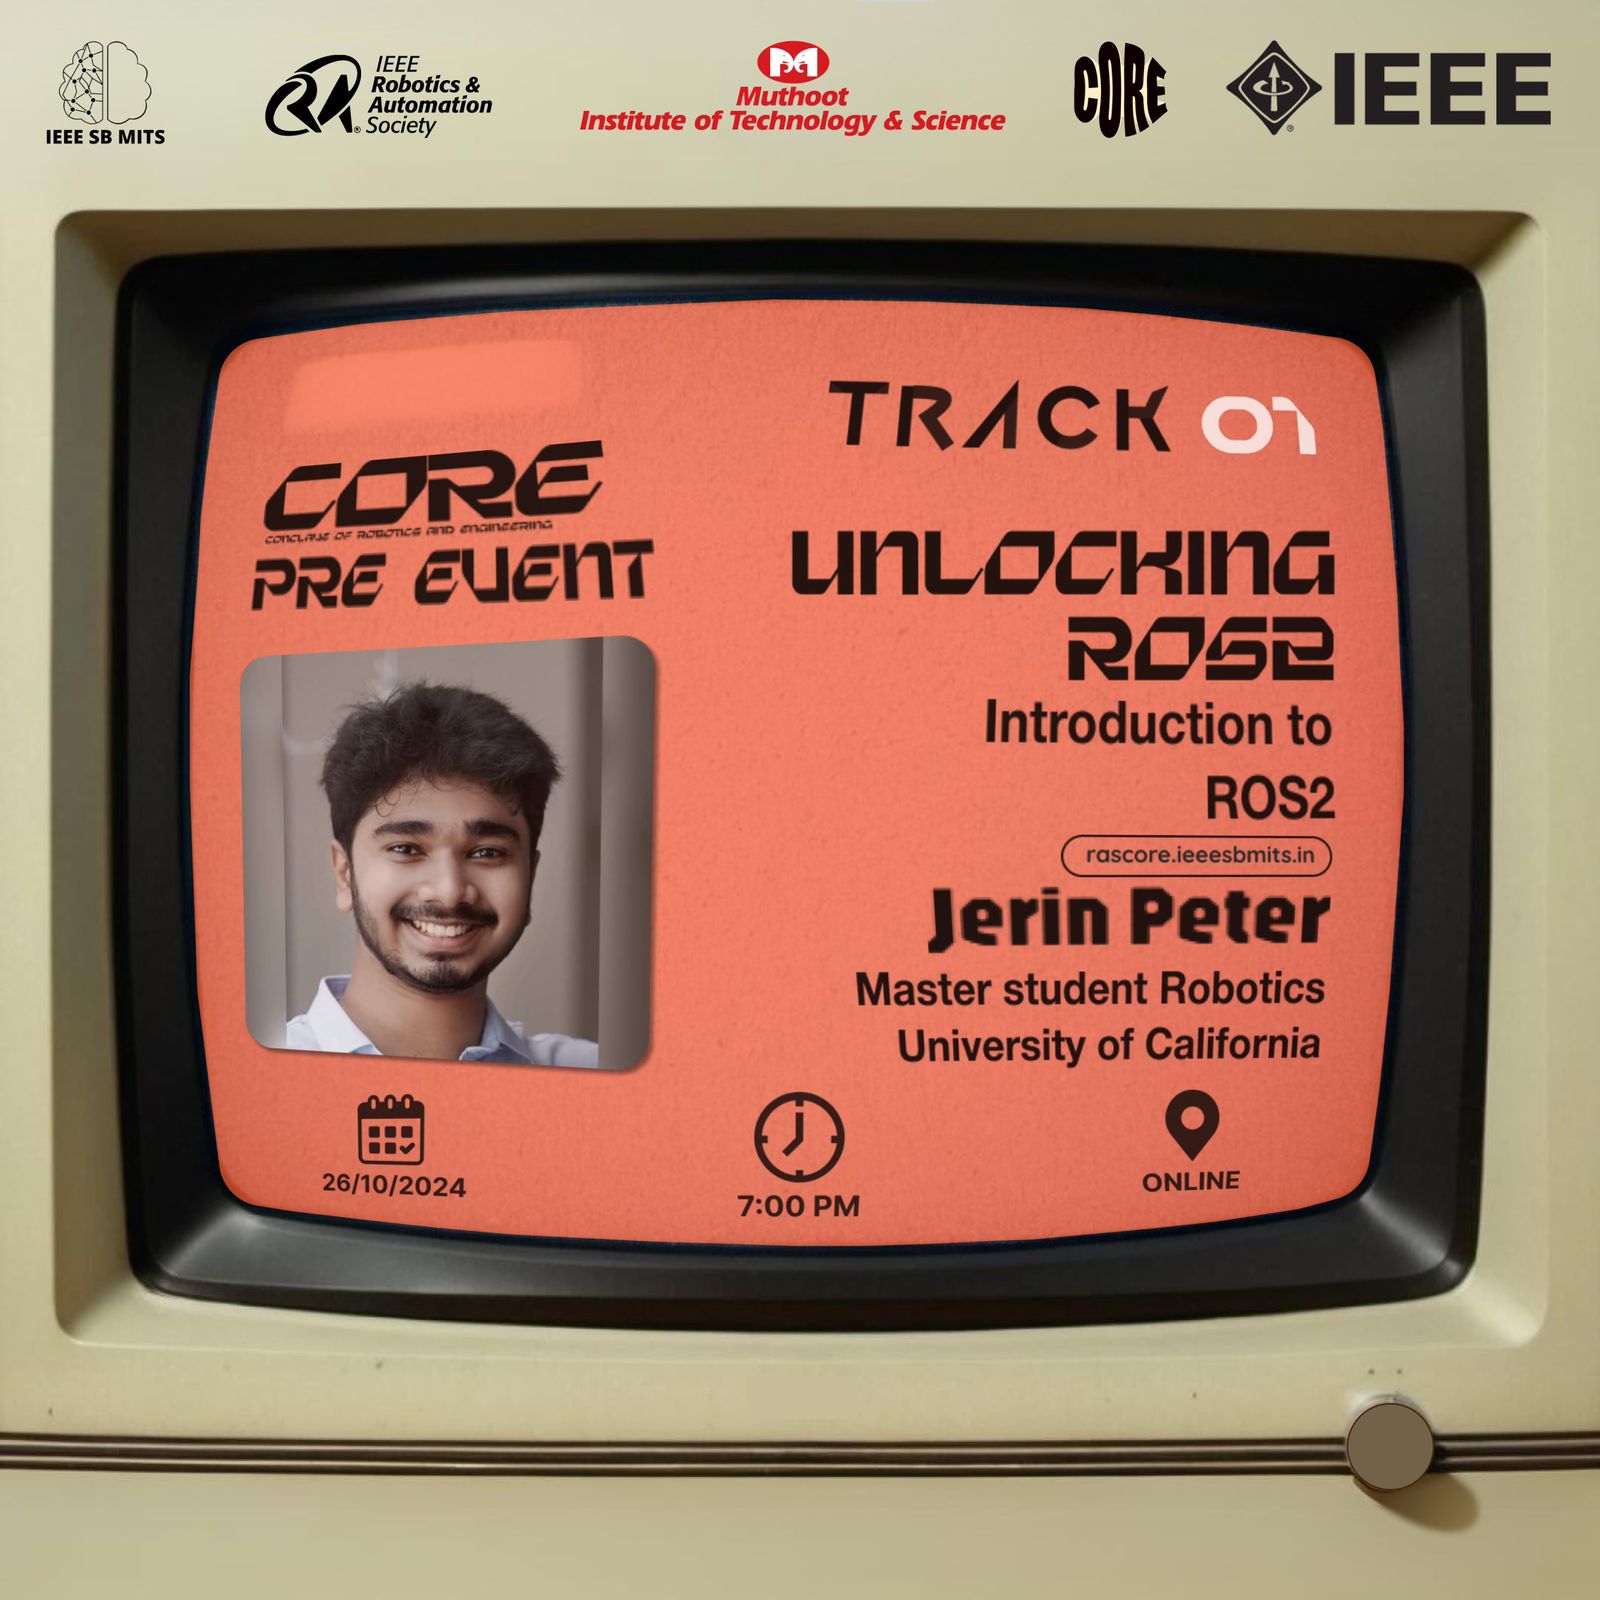 IEEE SB MITS
IEEE
Robotics &
Automation
Society
Muthoot
Institute of Technology & Science
CORE
IEEE
TRACK 01
CORE
CONCLAVE OF ROBOTICS AND ENGINEERING
PRE EVENT
UNLOCKING
ROS2
Introduction to
ROS2
rascore.ieeesbmits.in
Jerin Peter
Master student Robotics
University of California
26/10/2024
7:00 PM
ONLINE